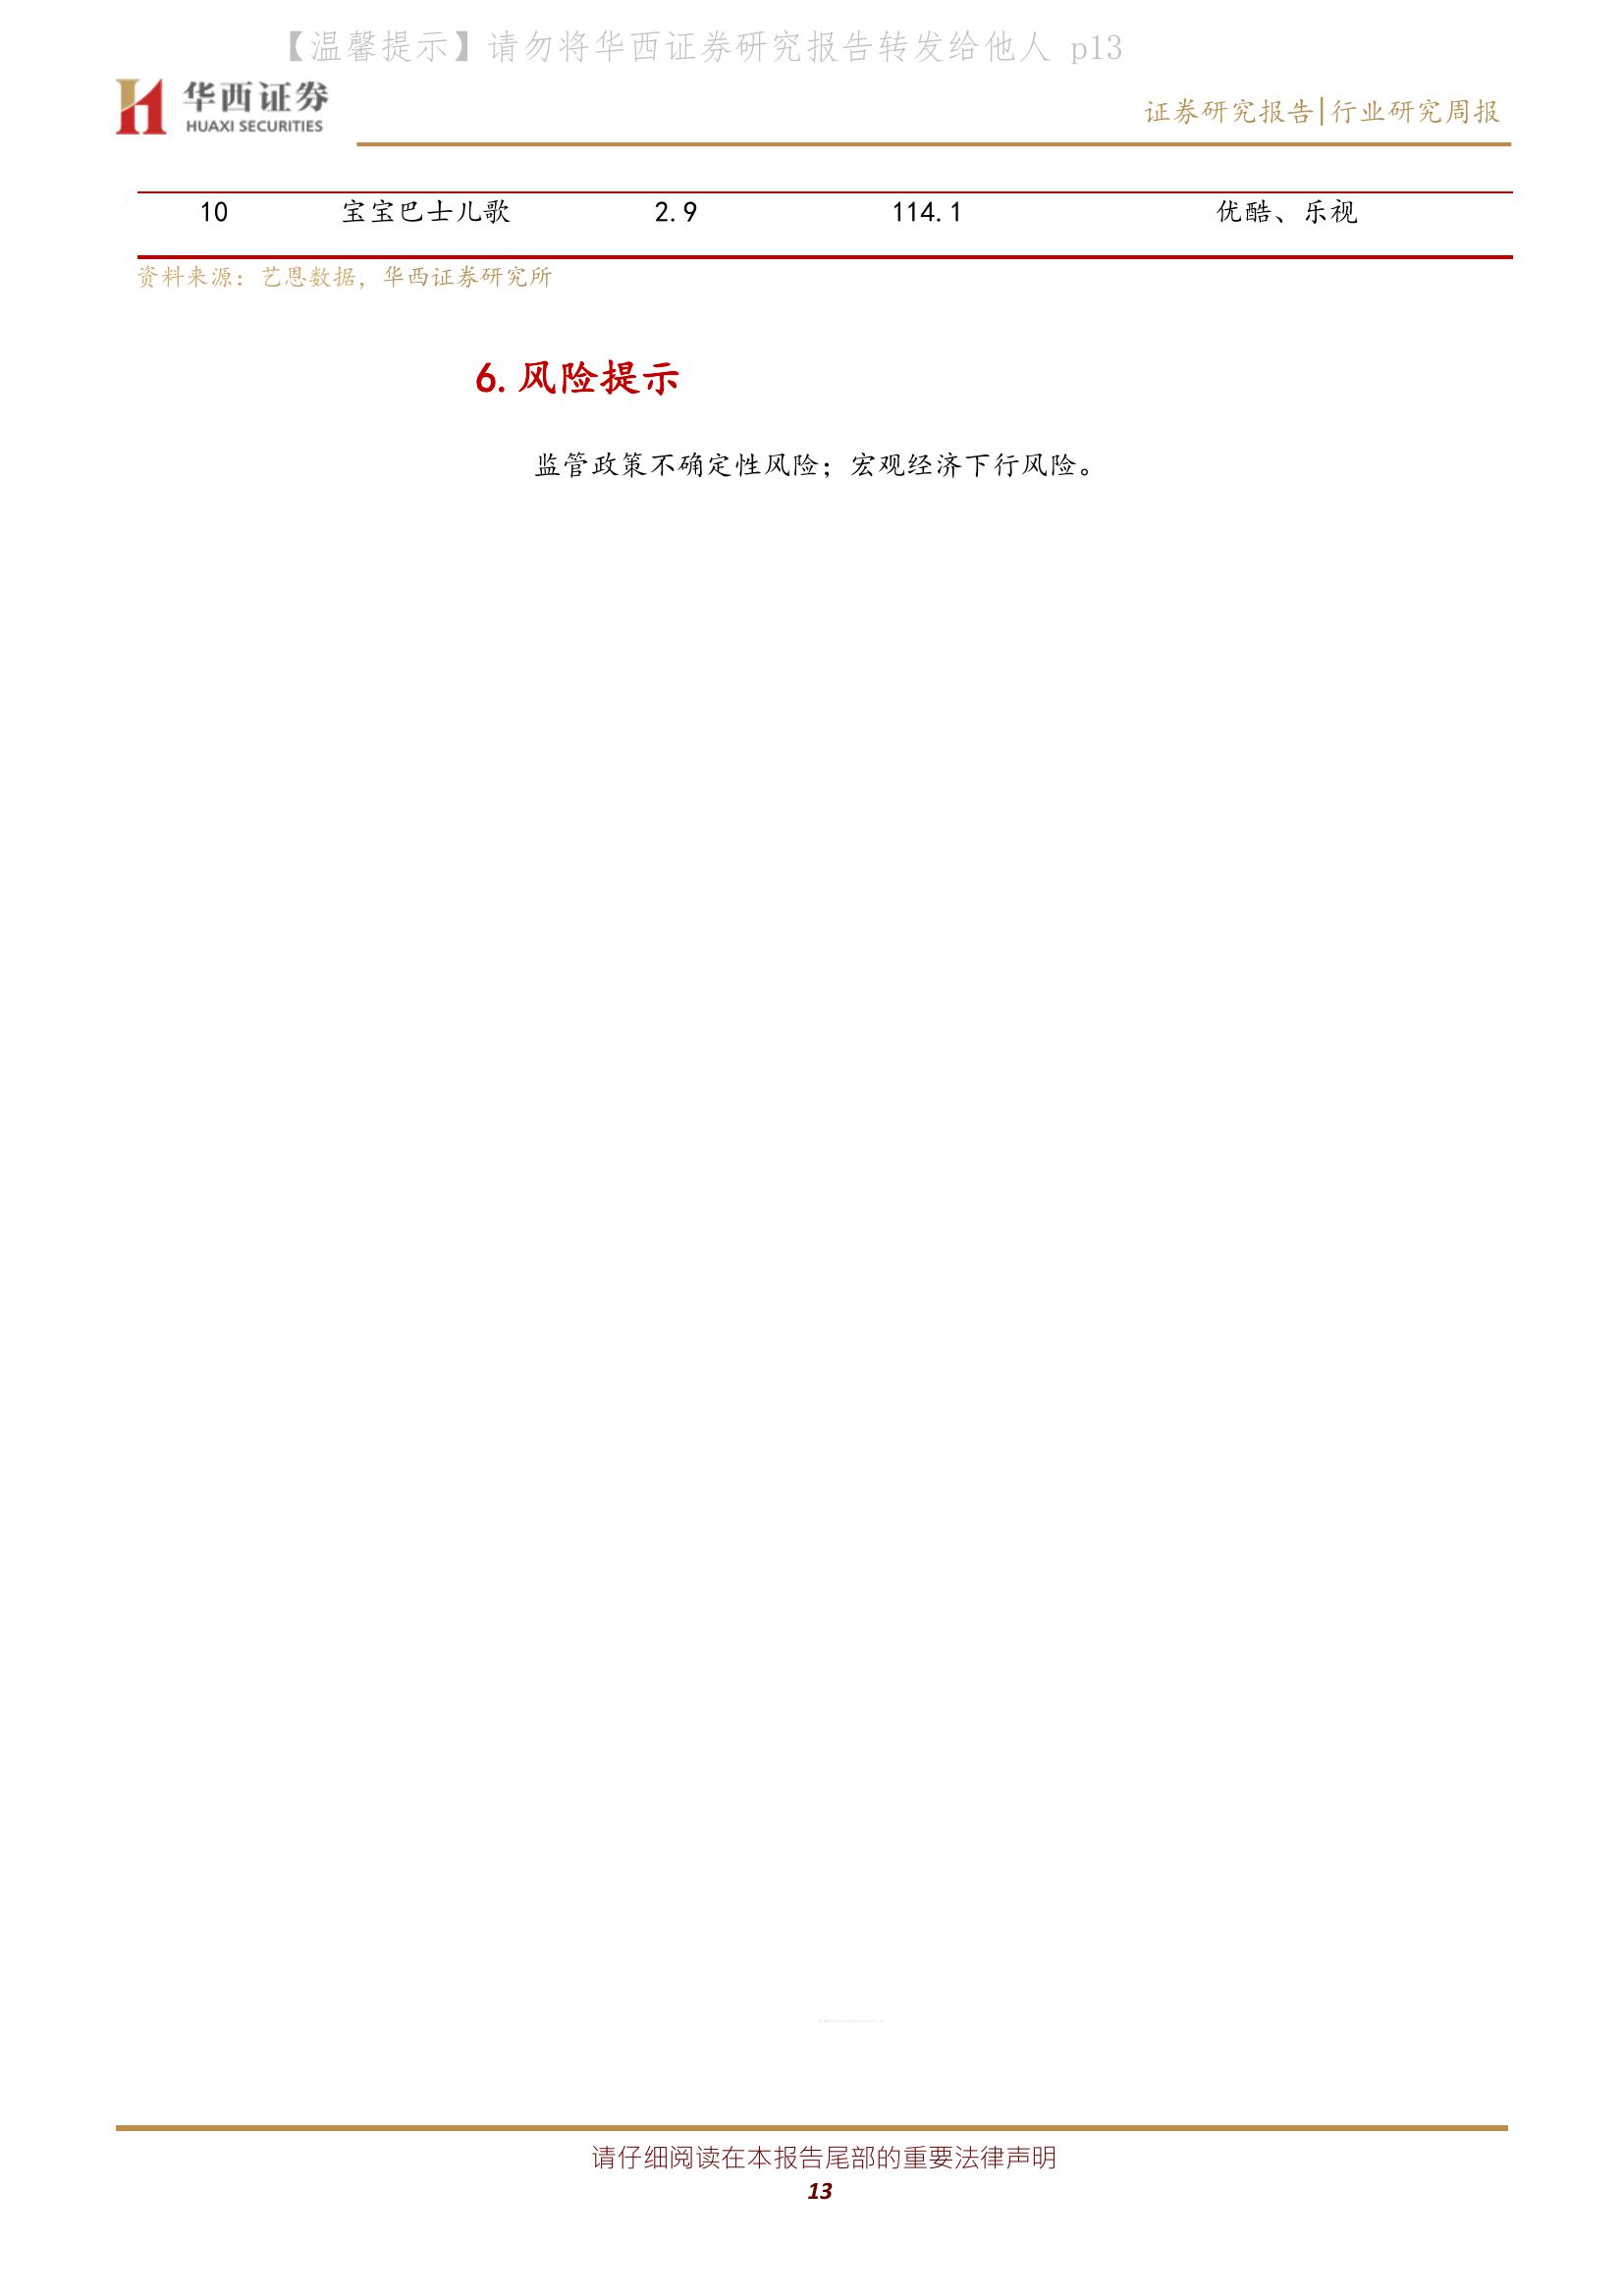 【温馨提示】请勿将华西证券研究报告转发给他人 p13
华西证券
HUAXI SECURITIES
证券研究报告|行业研究周报
10 宝宝巴士儿歌 2.9 114.1 优酷、乐视
资料来源：艺恩数据，华西证券研究所
6. 风险提示
监管政策不确定性风险；宏观经济下行风险。
请仔细阅读在本报告尾部的重要法律声明
13